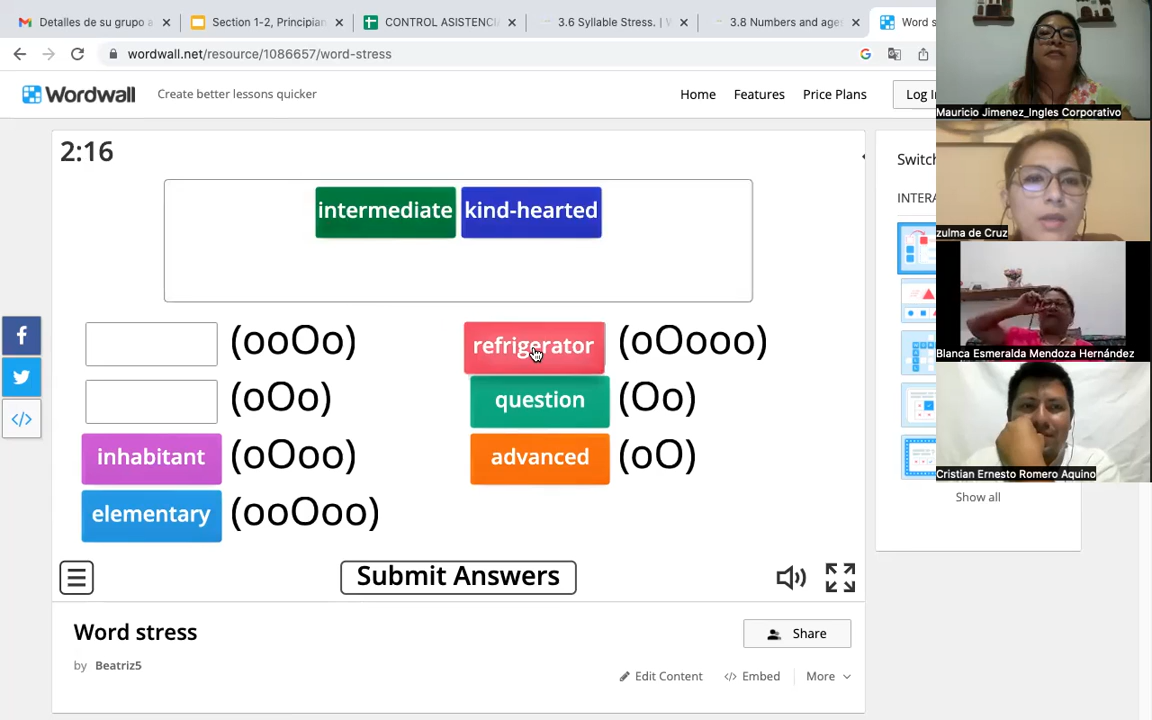 Detalles de su grupo a
Section 1-2, Principian
CONTROL ASISTENCI
3.6 Syllable Stress. | W
3.8 Numbers and ages
Word s
wordwall.net/resource/1086657/word-stress
Wordwall
Create better lessons quicker
Home
Features
Price Plans
Log I
2:16
intermediate
kind-hearted
(ooOo)
refrigerator
(oOooo)
(oOo)
question
(Oo)
inhabitant
(oOoo)
advanced
(oO)
elementary
(ooOoo)
Submit Answers
Word stress
by Beatriz5
Share
Edit Content
</> Embed
More
Switch
INTERA
Show all
Mauricio Jimenez_Ingles Corporativo
zulma de Cruz
Blanca Esmeralda Mendoza Hernández
Cristian Ernesto Romero Aquino